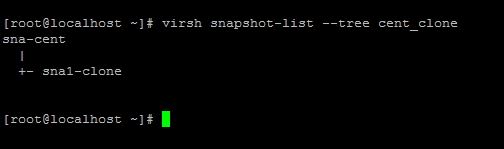 [root@localhost ~]# virsh snapshot-list --tree cent_clone
sna-cent
  |
  +- sna1-clone
[root@localhost ~]#